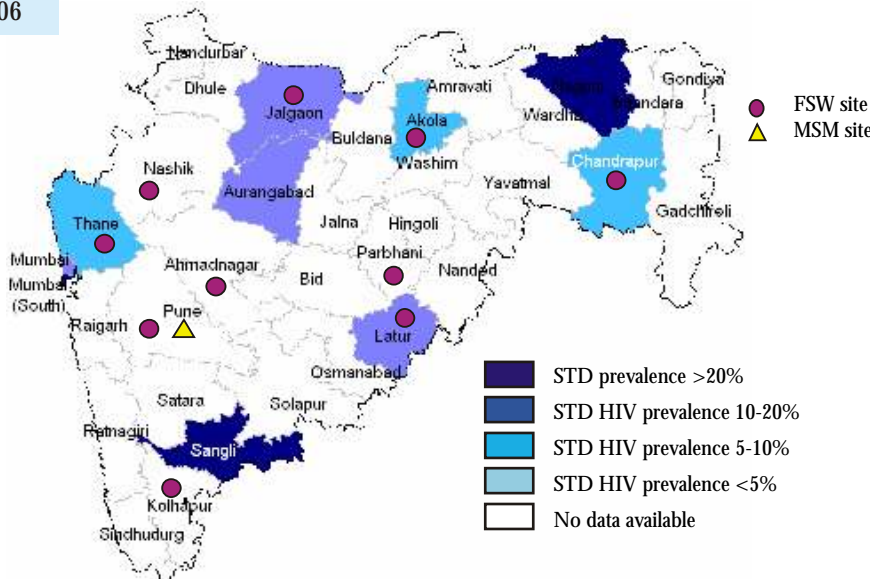 06
Nandurbar
Dhule
Jalgaon
Amravati
Gondiya
Akola
Buldana
Wardha
Washim
Nashik
Chandrapur
Aurangabad
Yavatmal
Thane
Jalna
Hingoli
Gadchiroli
Parbhani
Mumbai
Ahmadnagar
Bid
Nanded
Mumbai
(South)
Pune
Raigarh
Latur
Osmanabad
Satara
Solapur
Ratnagiri
Sangli
Kolhapur
Sindhudurg
FSW site
MSM site
STD prevalence >20%
STD HIV prevalence 10-20%
STD HIV prevalence 5-10%
STD HIV prevalence <5%
No data available